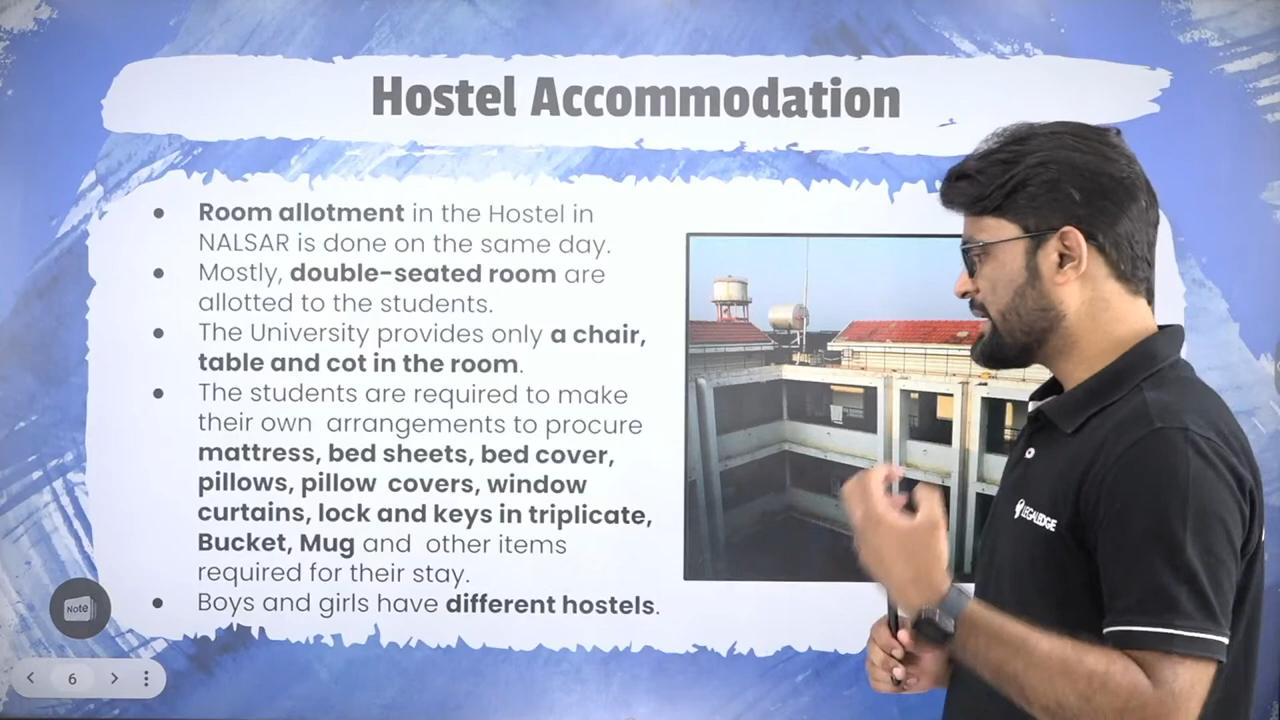 Hostel Accommodation
• Room allotment in the Hostel in
NALSAR is done on the same day.
• Mostly, double-seated room are
allotted to the students.
• The University provides only a chair,
table and cot in the room.
• The students are required to make
their own arrangements to procure
mattress, bed sheets, bed cover,
pillows, pillow covers, window
curtains, lock and keys in triplicate,
Bucket, Mug and other items
required for their stay.
• Boys and girls have different hostels.
LEGALEDGE
Note
6